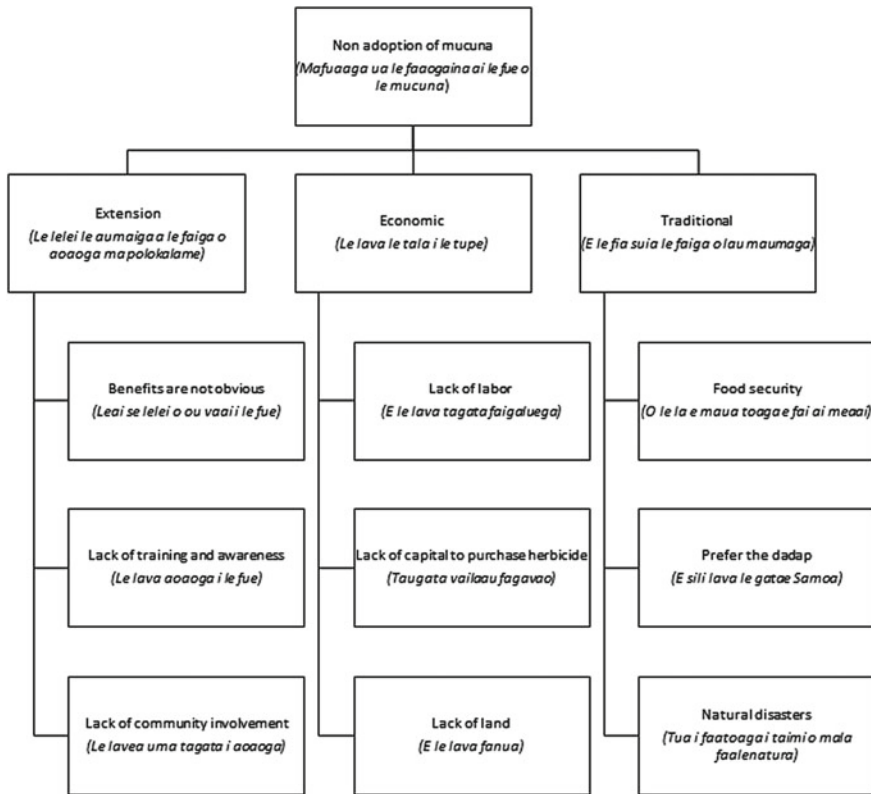 Non adoption of mucuna
(Mafuaaga ua le faaogaina ai le fue o
le mucuna)
Extension
(Le lelei le aumaiga a le faiga o
aoaoga ma polokalame)
Economic
(Le lava le tala i le tupe)
Traditional
(E le fia suia le faiga o lau maumaga)
Benefits are not obvious
(Leai se lelei o ou vaai i le fue)
Lack of training and awareness
(Le lava aoaoga i le fue)
Lack of community involvement
(Le lavea uma tagata i aoaoga)
Lack of labor
(E le lava tagata faigaluega)
Lack of capital to purchase herbicide
(Taugata vailaau fagavao)
Lack of land
(E le lava fanua)
Food security
(O le la e maua toaga e fai ai meaai)
Prefer the dadap
(E sili lava le gatae Samoa)
Natural disasters
(Tua i faatoaga i taimi o mala
faalenatura)